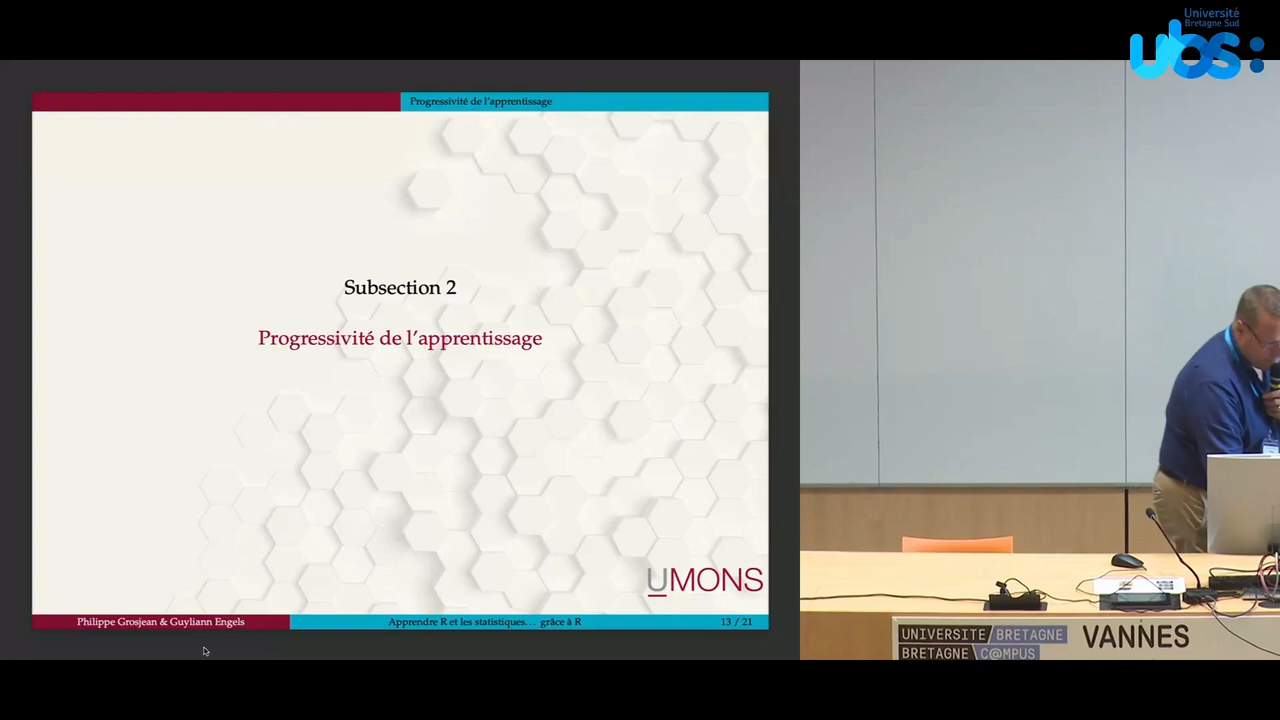 Université
Bretagne Sud
ubs:
Progressivité de l'apprentissage
Subsection 2
Progressivité de l'apprentissage
UMONS
Philippe Grosjean & Guyliann Engels
Apprendre R et les statistiques... grâce à R
13 / 21
UNIVERSITE/BRETAGNE
BRETAGNE\C@MPUS
VANNES